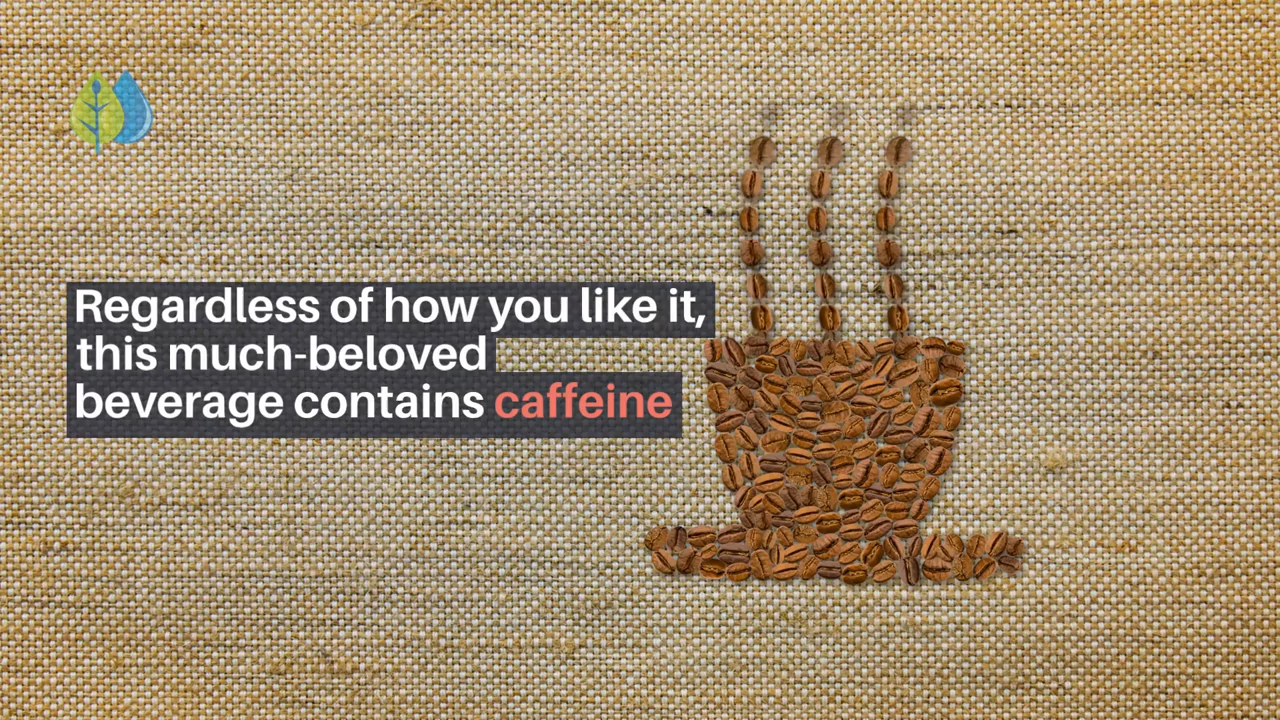 Regardless of how you like it,
this much-beloved
beverage contains caffeine